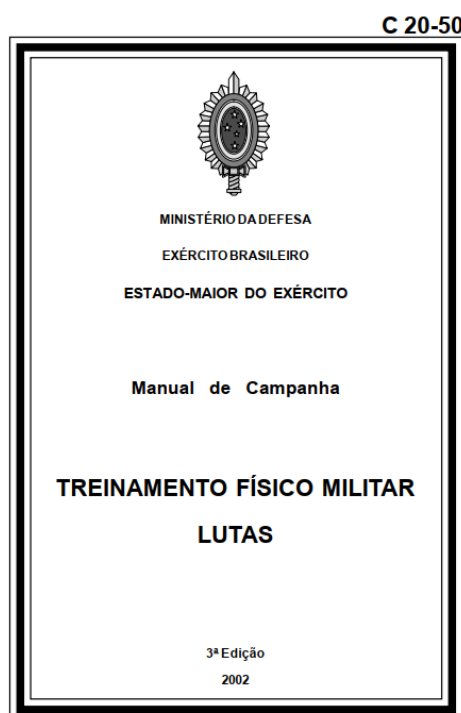 C 20-50
MINISTÉRIO DA DEFESA
EXÉRCITO BRASILEIRO
ESTADO-MAIOR DO EXÉRCITO
Manual de Campanha
TREINAMENTO FÍSICO MILITAR
LUTAS
3ª Edição
2002